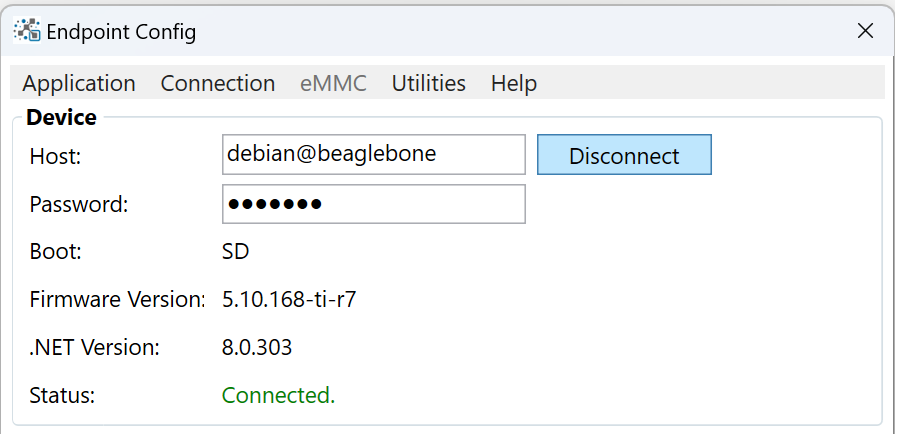 Endpoint Config
Application Connection eMMC Utilities Help
Device
Host: debian@beaglebone Disconnect
Password: ●●●●●●●
Boot: SD
Firmware Version: 5.10.168-ti-r7
.NET Version: 8.0.303
Status: Connected.